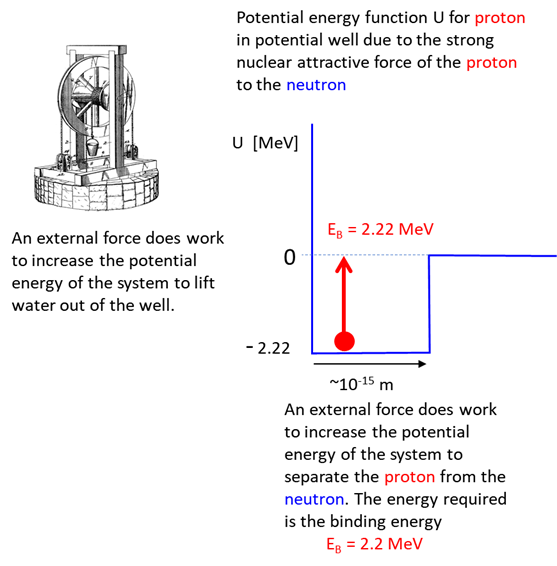 Potential energy function U for proton
in potential well due to the strong
nuclear attractive force of the proton
to the neutron
An external force does work
to increase the potential
energy of the system to lift
water out of the well.
U [MeV]
E_B = 2.22 MeV
0
- 2.22
~10⁻¹⁵ m
An external force does work
to increase the potential
energy of the system to
separate the proton from the
neutron. The energy required
is the binding energy
E_B = 2.2 MeV